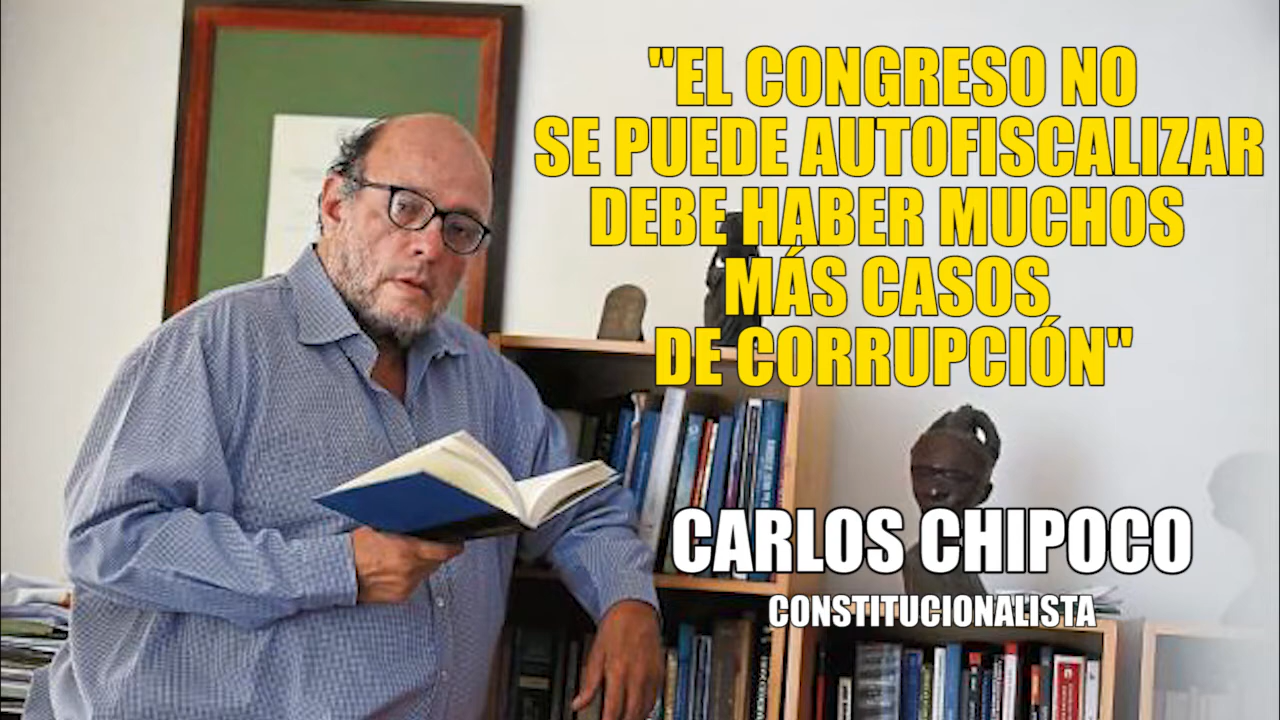 "EL CONGRESO NO
SE PUEDE AUTOFISCALIZAR
DEBE HABER MUCHOS
MÁS CASOS
DE CORRUPCIÓN"
CARLOS CHIPOCO
CONSTITUCIONALISTA